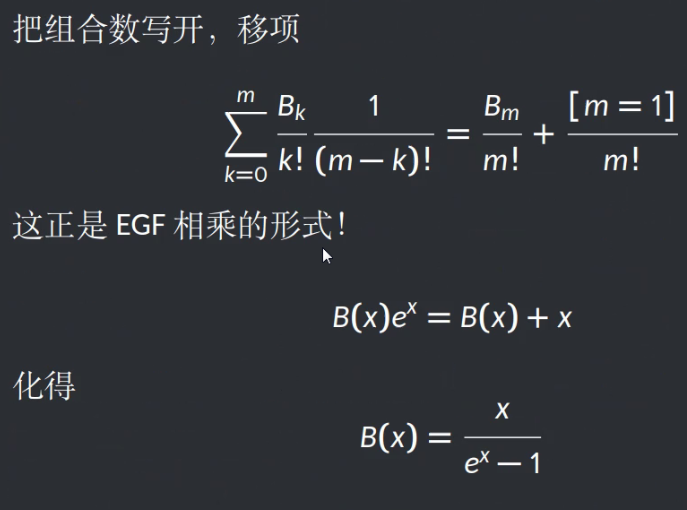 把组合数写开，移项
\sum_{k=0}^{m} \frac{B_k}{k!} \frac{1}{(m-k)!} = \frac{B_m}{m!} + \frac{[m=1]}{m!}
这正是 EGF 相乘的形式！
B(x)e^x = B(x) + x
化得
B(x) = \frac{x}{e^x - 1}